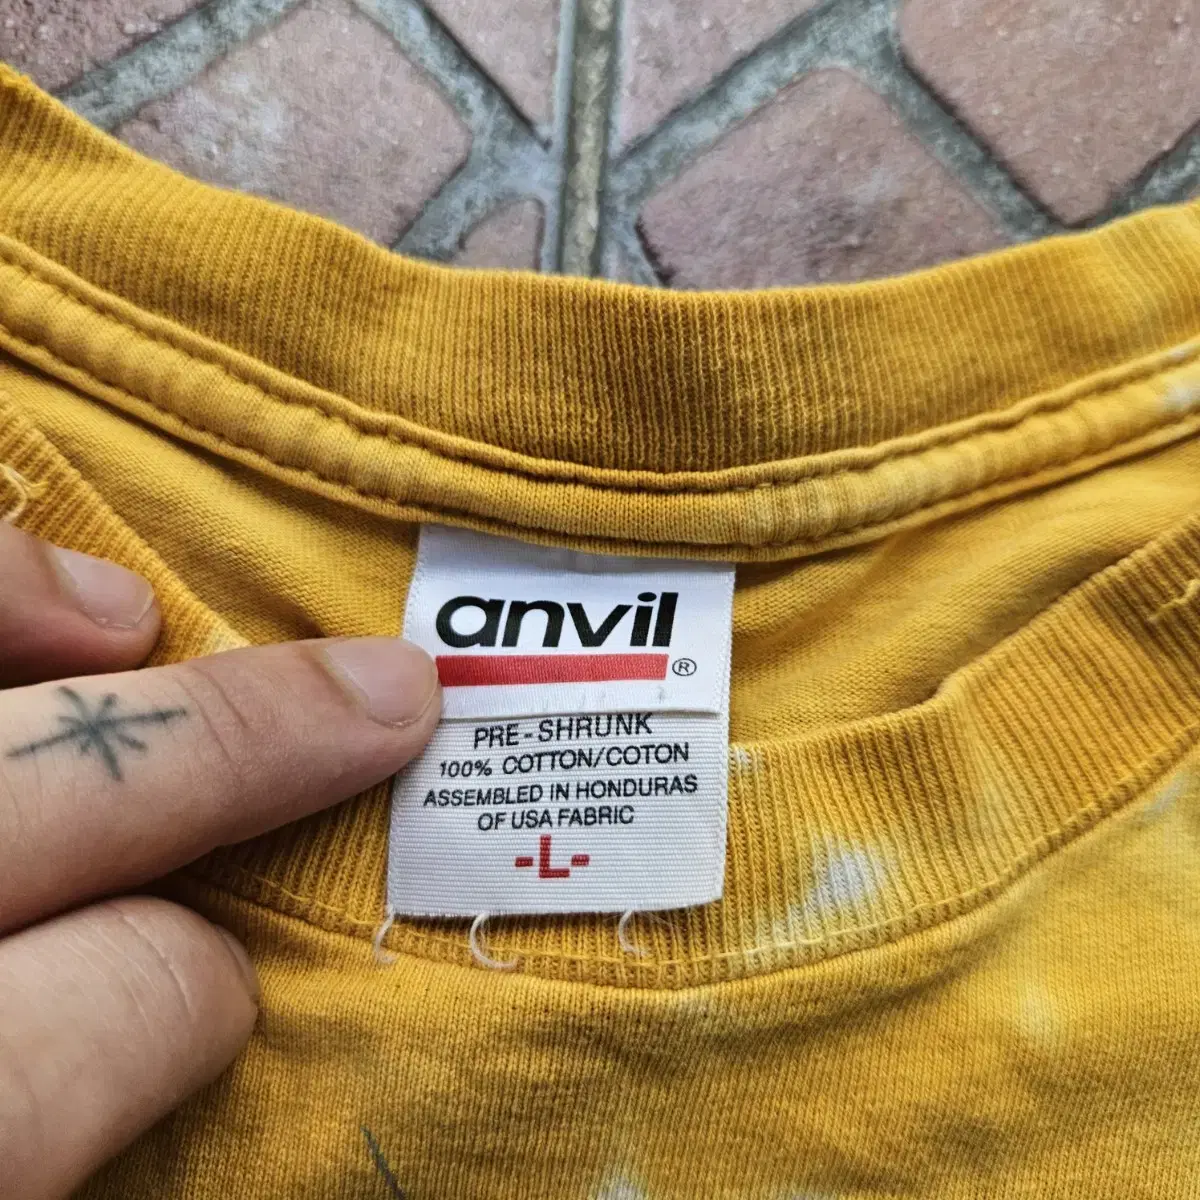 anvil
®
PRE-SHRUNK
100% COTTON/COTON
ASSEMBLED IN HONDURAS
OF USA FABRIC
-L-